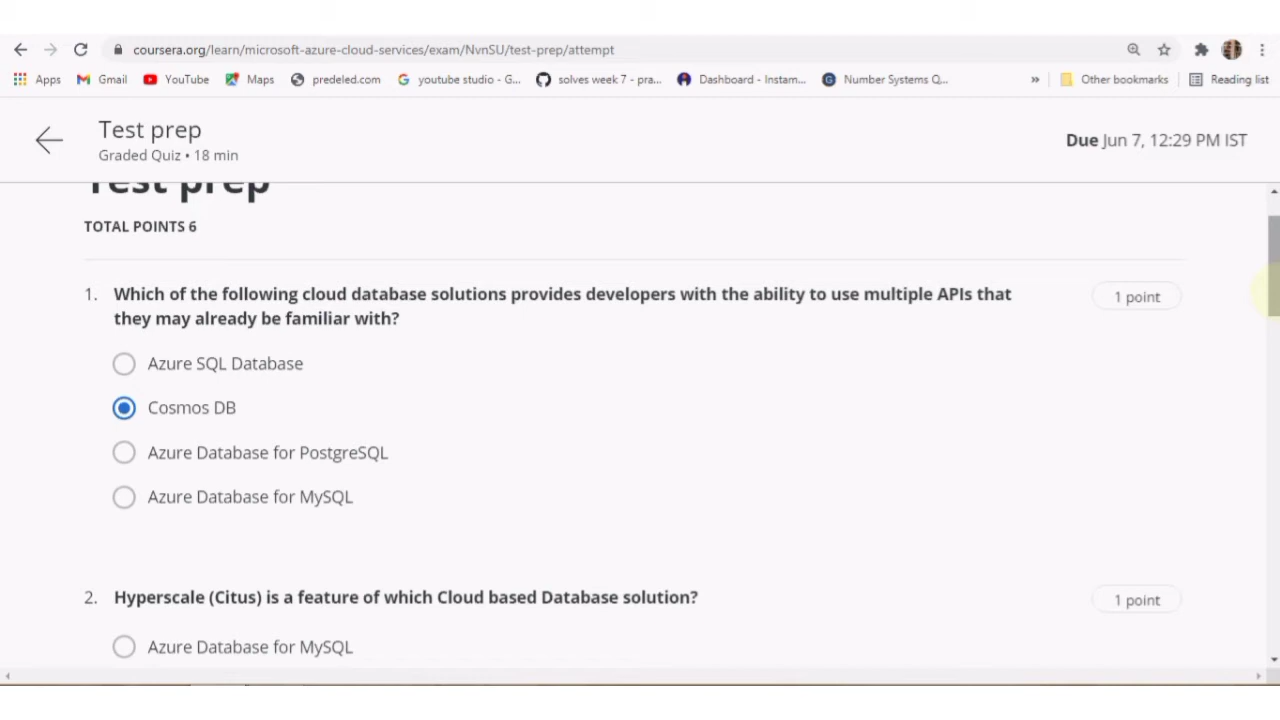 coursera.org/learn/microsoft-azure-cloud-services/exam/NvnSU/test-prep/attempt
Apps Gmail YouTube Maps predeled.com youtube studio - G... solves week 7 - pra... Dashboard - Instam... Number Systems Q... » Other bookmarks Reading list
Test prep
Graded Quiz • 18 min
Due Jun 7, 12:29 PM IST
Test prep
TOTAL POINTS 6
1. Which of the following cloud database solutions provides developers with the ability to use multiple APIs that
they may already be familiar with?
1 point
Azure SQL Database
Cosmos DB
Azure Database for PostgreSQL
Azure Database for MySQL
2. Hyperscale (Citus) is a feature of which Cloud based Database solution?
1 point
Azure Database for MySQL